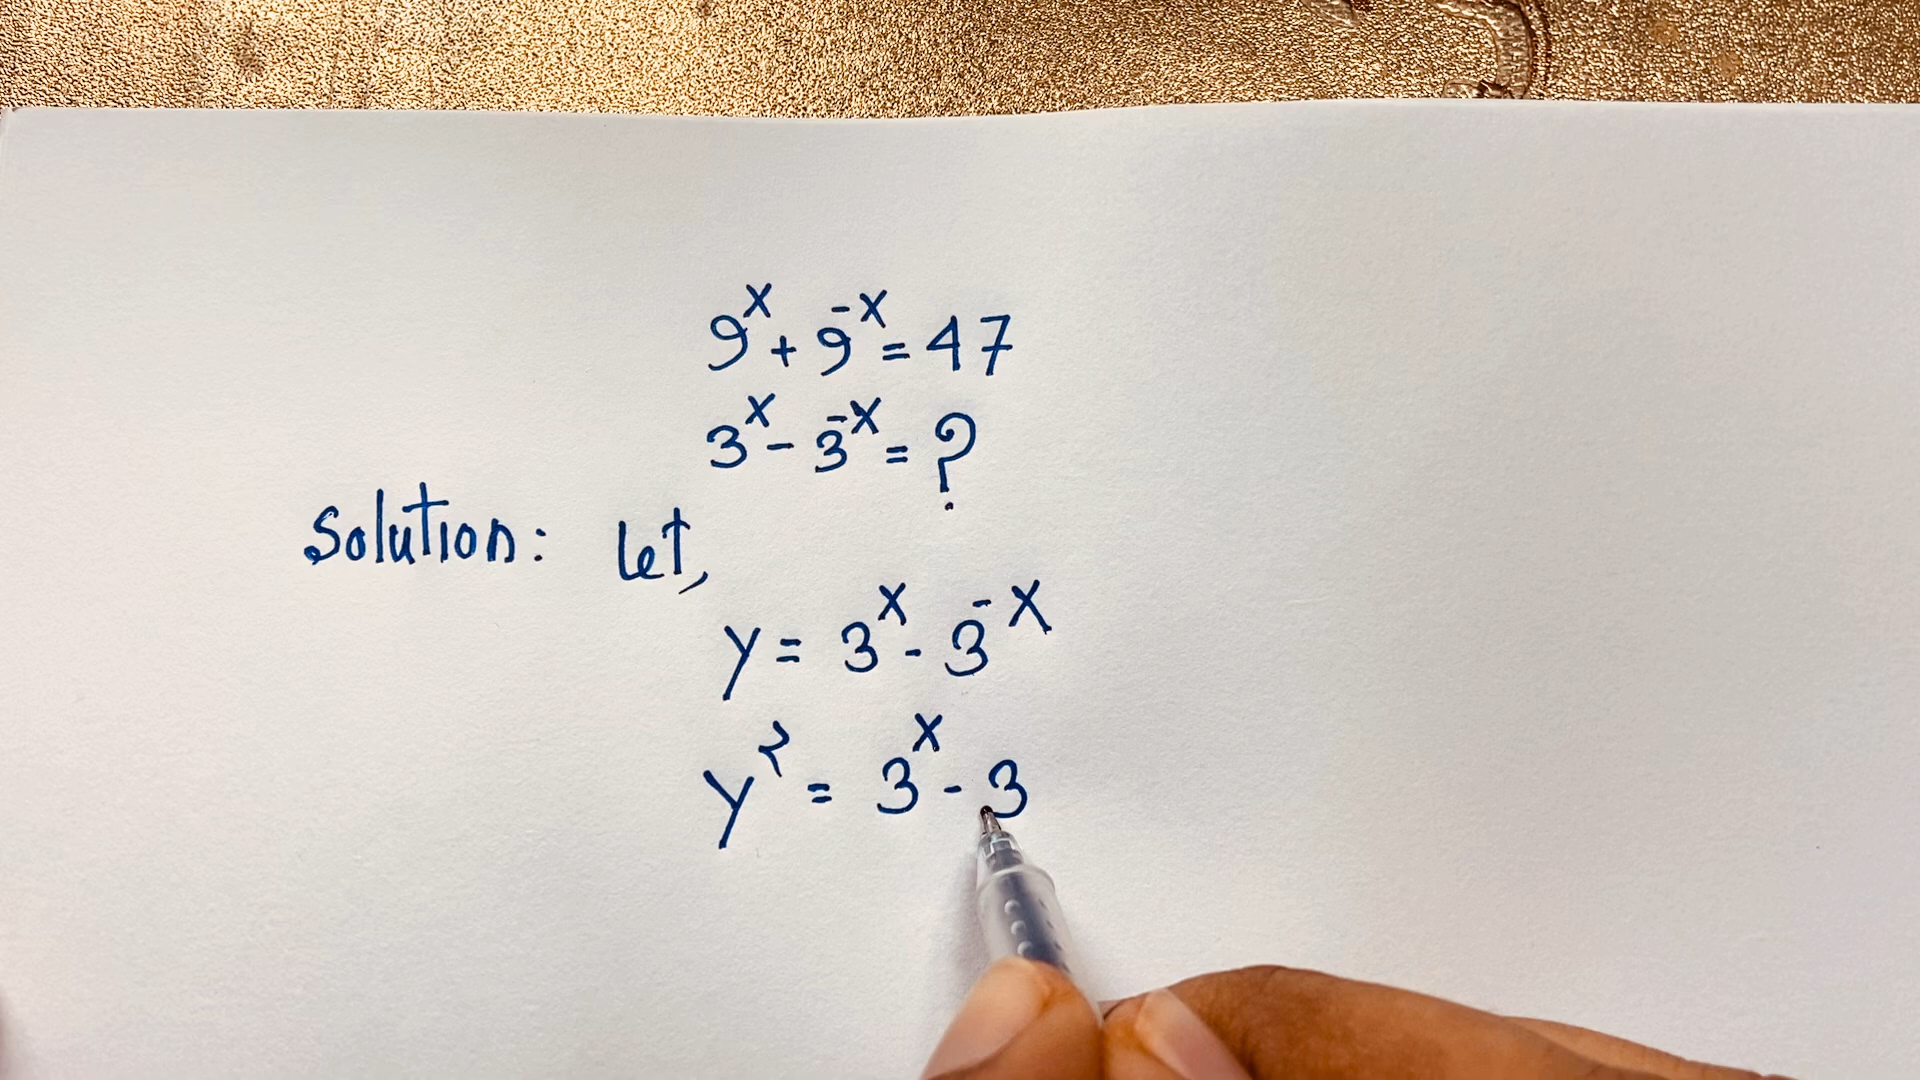 9^x + 9^-x = 47
3^x - 3^-x = ?
Solution: Let,
y = 3^x - 3^-x
y^2 = 3^x - 3